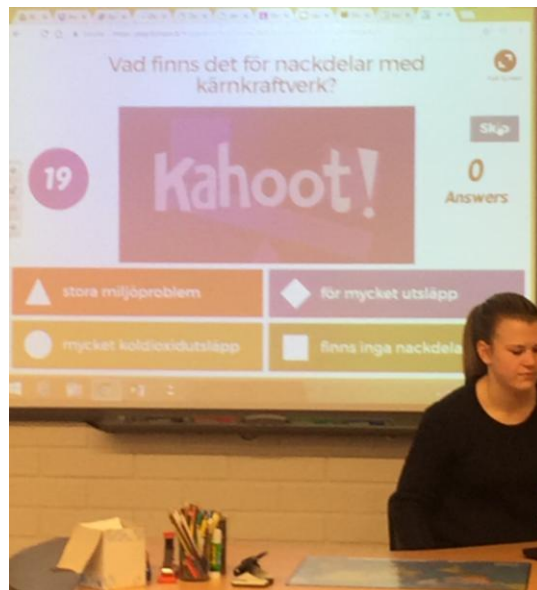 Vad finns det för nackdelar med
kärnkraftverk?
Skip
19
Kahoot!
0
Answers
stora miljöproblem
för mycket utsläpp
mycket koldioxidutsläpp
finns inga nackdela